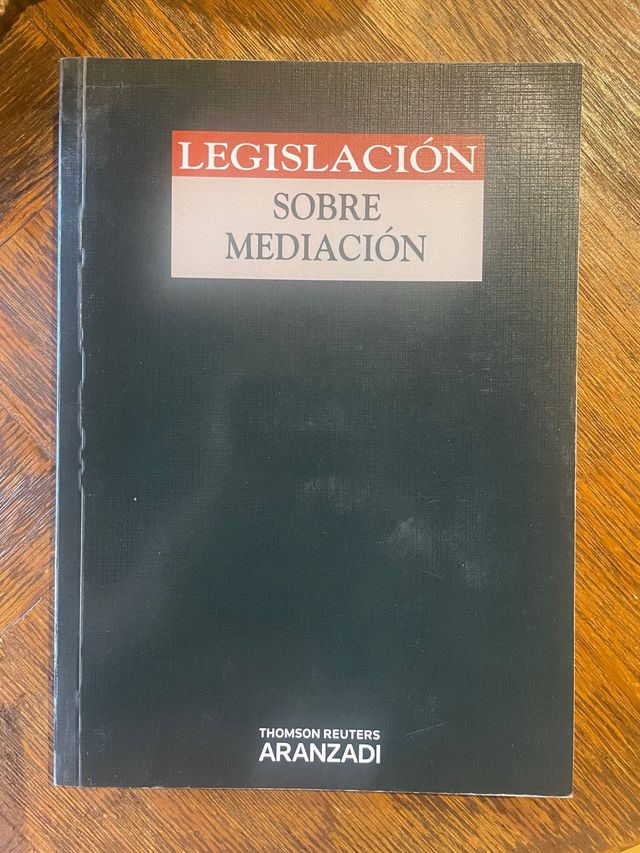 LEGISLACIÓN
SOBRE
MEDIACIÓN
THOMSON REUTERS
ARANZADI